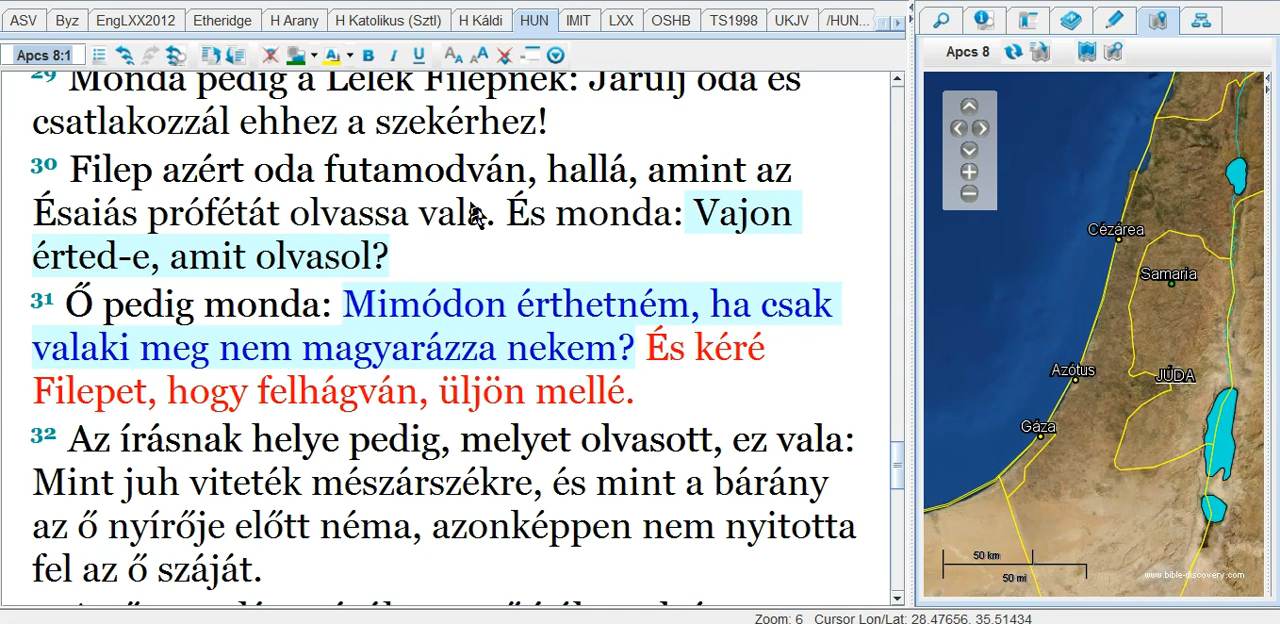 ASV Byz EngLXX2012 Etheridge H Arany H Katolikus (Sztl) H Káldi HUN IMIT LXX OSHB TS1998 UKJV /HUN...
Apcs 8:1
29 Monda pedig a Lélek Filepnek: Járulj oda és
csatlakozzál ehhez a szekérhez!
30 Filep azért oda futamodván, hallá, amint az
Ésaiás prófétát olvassa vala. És monda: Vajon
érted-e, amit olvasol?
31 Ő pedig monda: Mimódon érthetném, ha csak
valaki meg nem magyarázza nekem? És kéré
Filepet, hogy felhágván, üljön mellé.
32 Az írásnak helye pedig, melyet olvasott, ez vala:
Mint juh viteték mészárszékre, és mint a bárány
az ő nyírője előtt néma, azonképpen nem nyitotta
fel az ő száját.
Apcs 8
Cézárea
Samaria
Azótus
JÚDA
Gáza
50 km
50 mi
www.bible-discovery.com
Zoom: 6 Cursor Lon/Lat: 28.47656, 35.51434